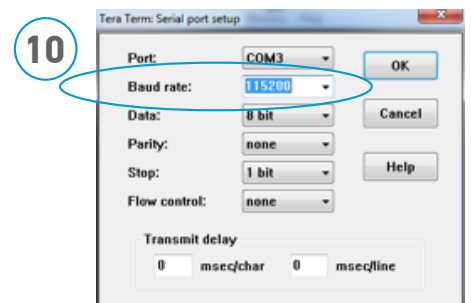 Tera Term: Serial port setup
10
Port: COM3 OK
Baud rate: 115200
Data: 8 bit Cancel
Parity: none
Stop: 1 bit Help
Flow control: none
Transmit delay
0 msec/char 0 msec/line